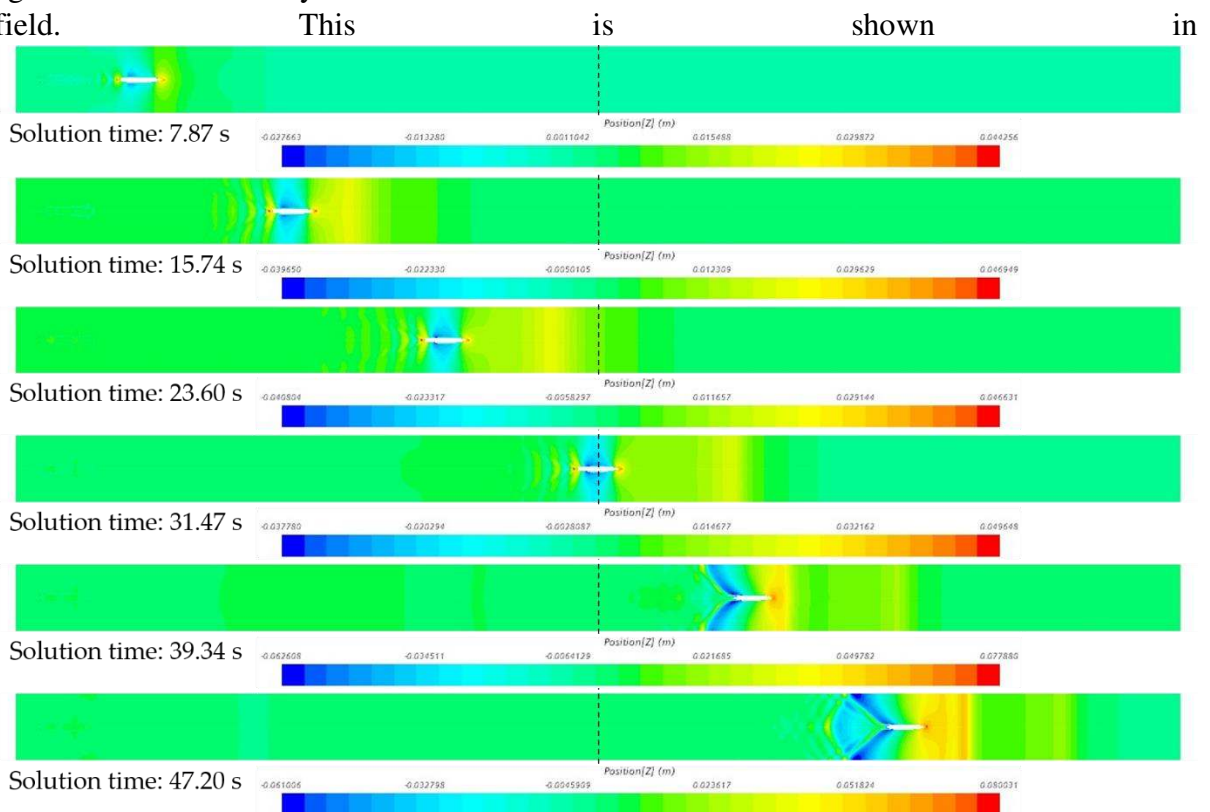 field. This is shown in
Solution time: 7.87 s
Position[Z] (m)
-0.027663 -0.013280 0.0011042 0.015488 0.029872 0.044256
Solution time: 15.74 s
Position[Z] (m)
-0.039650 -0.022330 -0.0050105 0.012309 0.029629 0.046949
Solution time: 23.60 s
Position[Z] (m)
-0.040804 -0.023317 -0.0058297 0.011657 0.029144 0.046631
Solution time: 31.47 s
Position[Z] (m)
-0.037780 -0.020294 -0.0028087 0.014677 0.032162 0.049648
Solution time: 39.34 s
Position[Z] (m)
-0.062608 -0.034511 -0.0064129 0.021685 0.049782 0.077880
Solution time: 47.20 s
Position[Z] (m)
-0.061006 -0.032798 -0.0045909 0.023617 0.051824 0.080031